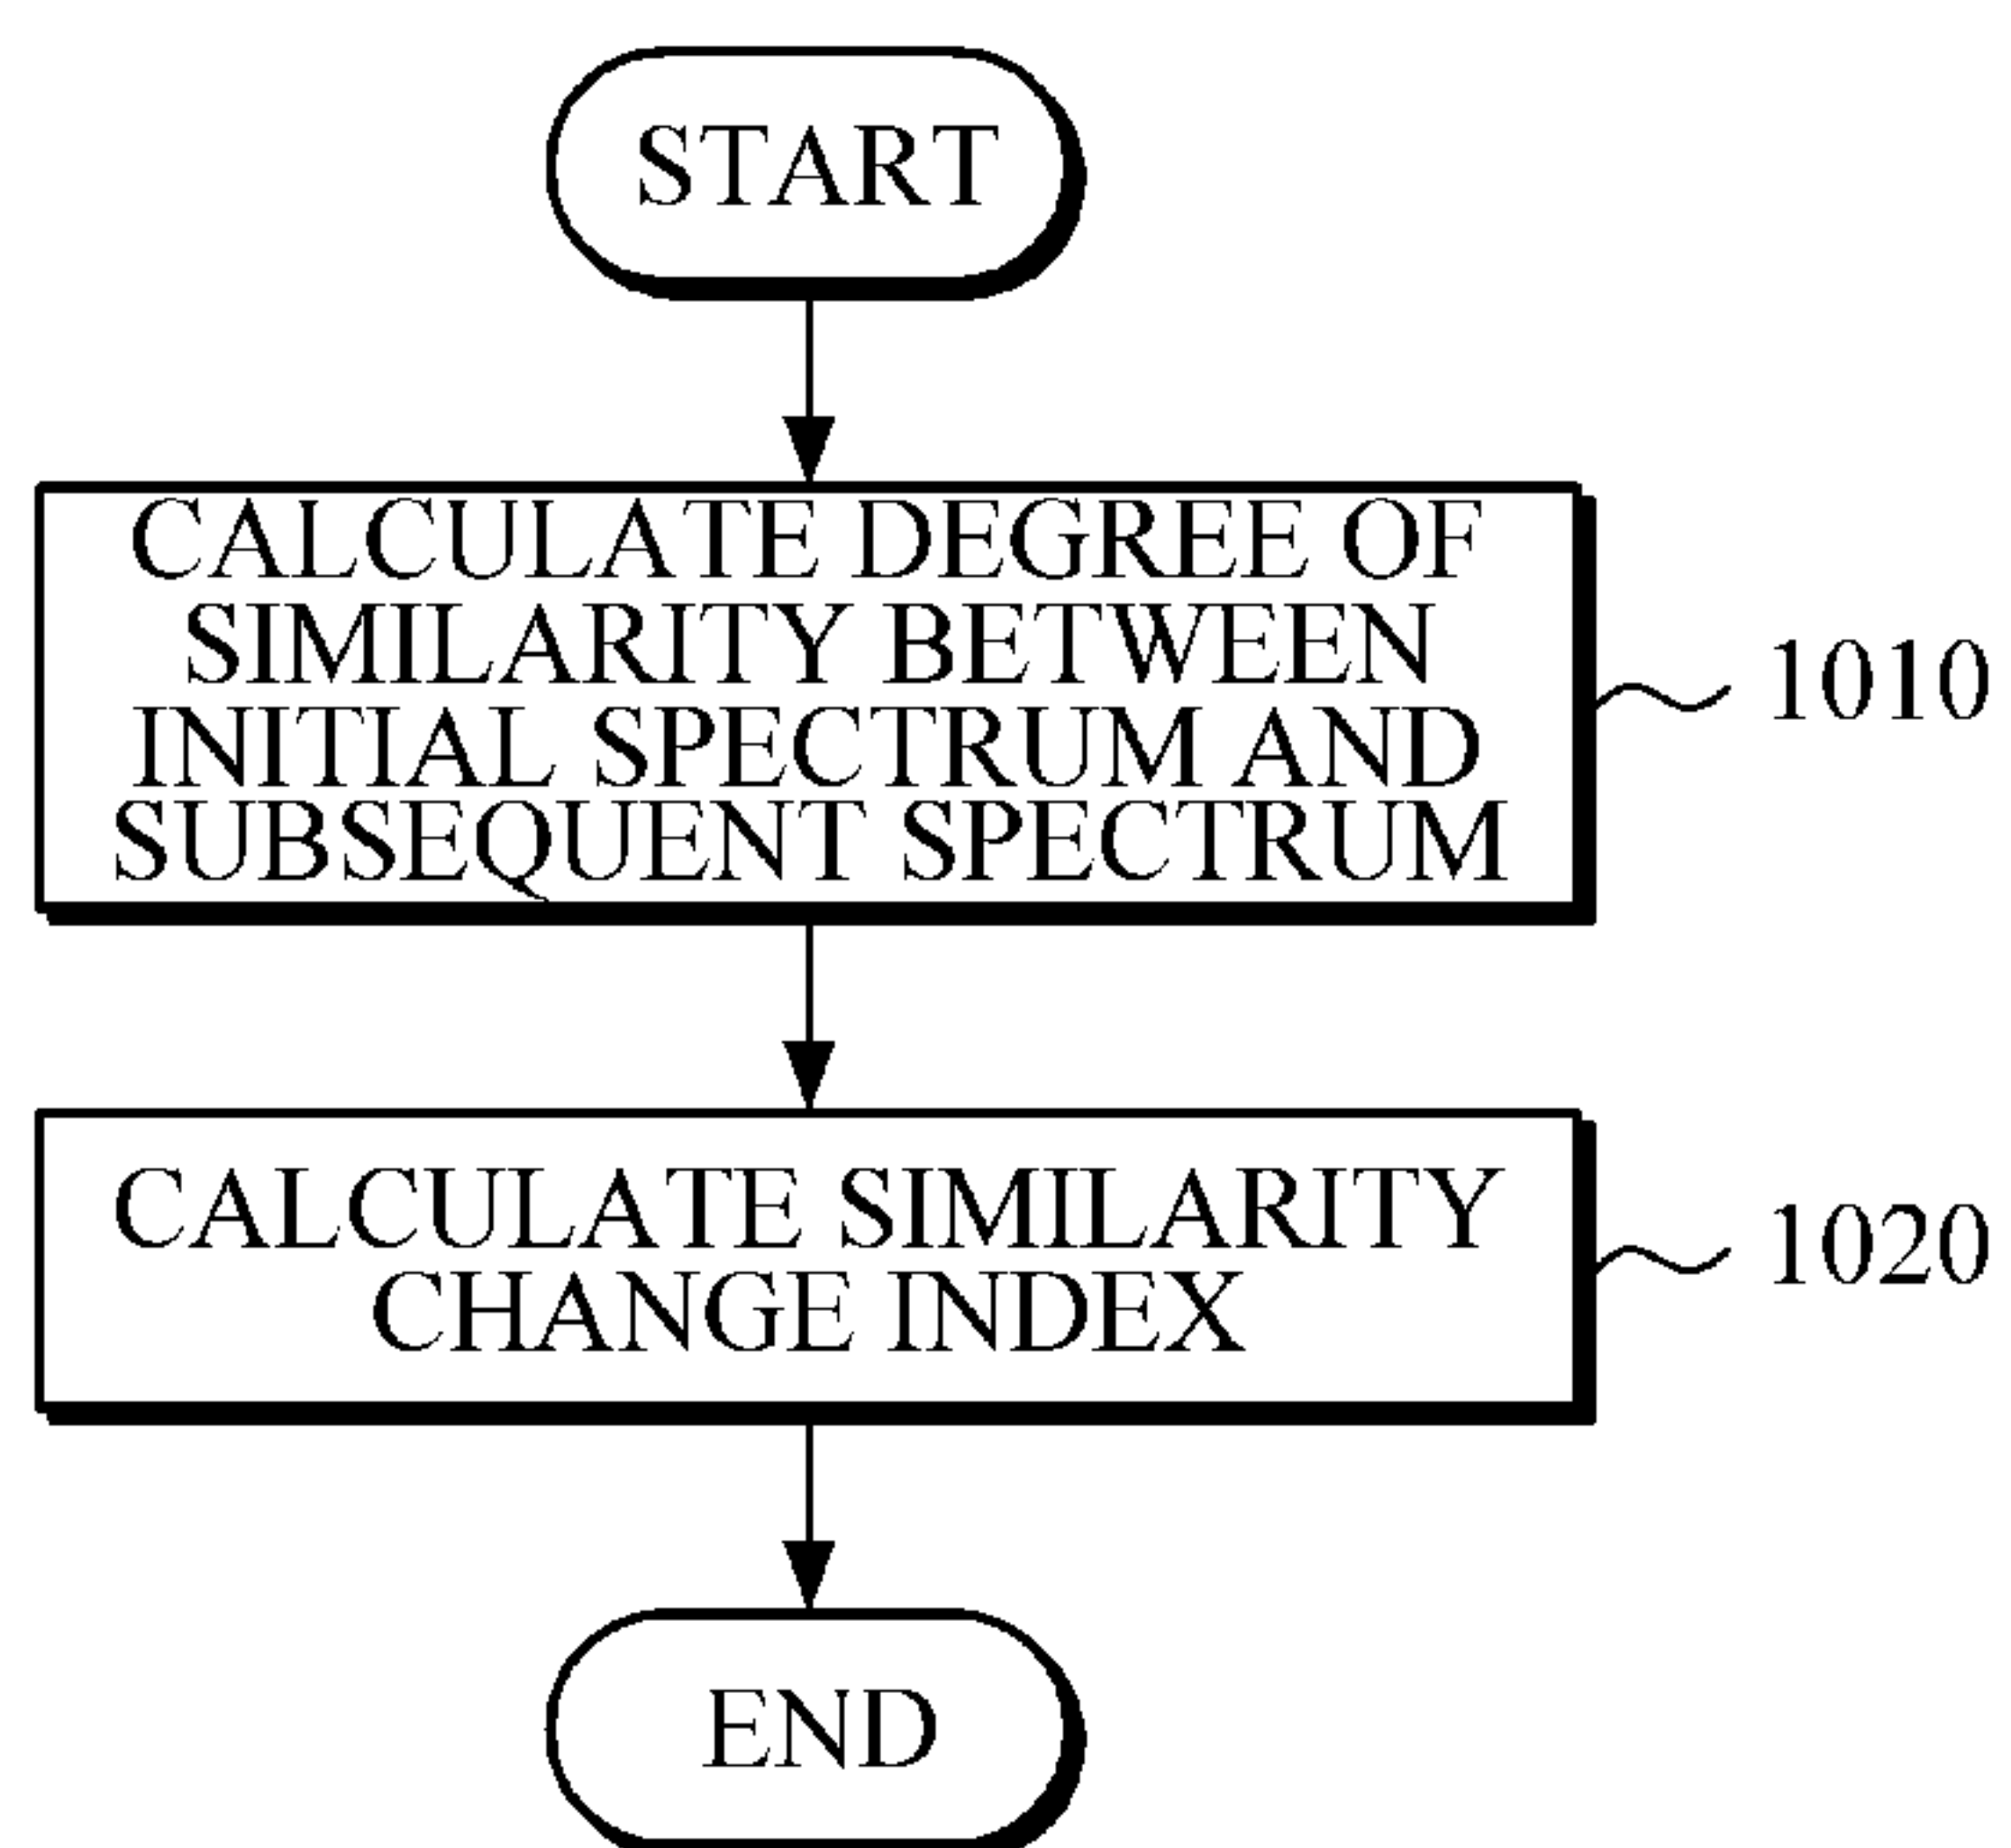 START
CALCULATE DEGREE OF
SIMILARITY BETWEEN
INITIAL SPECTRUM AND
SUBSEQUENT SPECTRUM
1010
CALCULATE SIMILARITY
CHANGE INDEX
1020
END